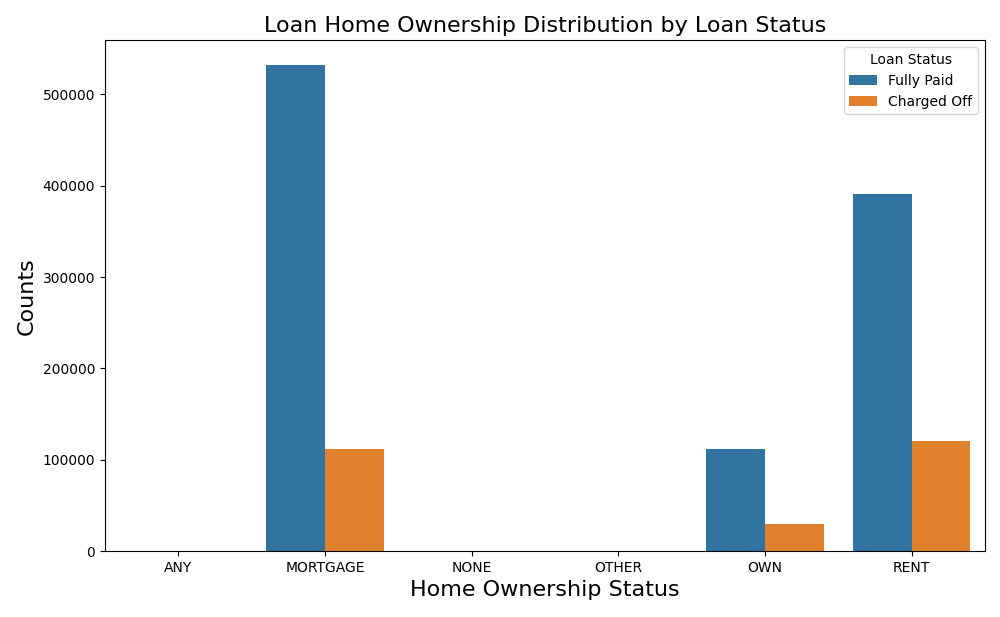 Loan Home Ownership Distribution by Loan Status
Loan Status
Fully Paid
Charged Off
Counts
500000
400000
300000
200000
100000
0
ANY MORTGAGE NONE OTHER OWN RENT
Home Ownership Status